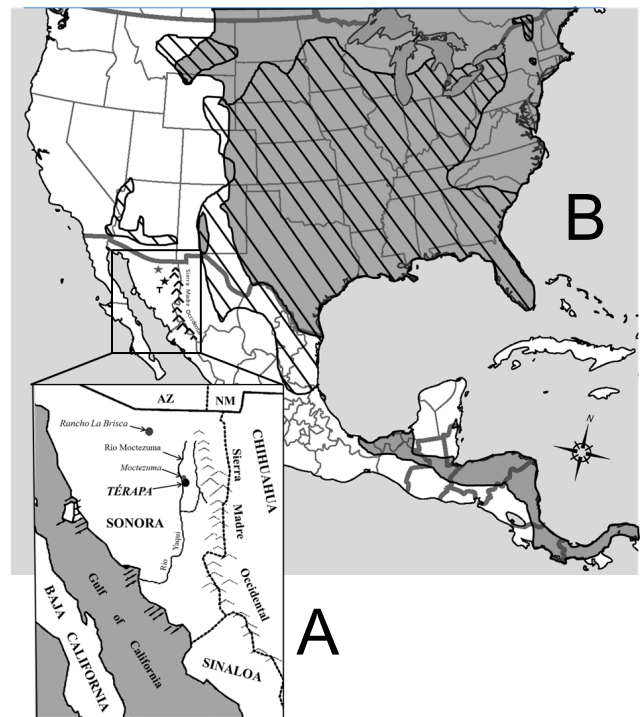 B
Sierra Madre Occidental
T
N
AZ
NM
Rancho La Brisca
Rio Moctezuma
Moctezuma
TÉRAPA
SONORA
CHIHUAHUA
Sierra
Madre
Occidental
Rio
Yaqui
Gulf
of
California
BAJA
CALIFORNIA
SINALOA
A